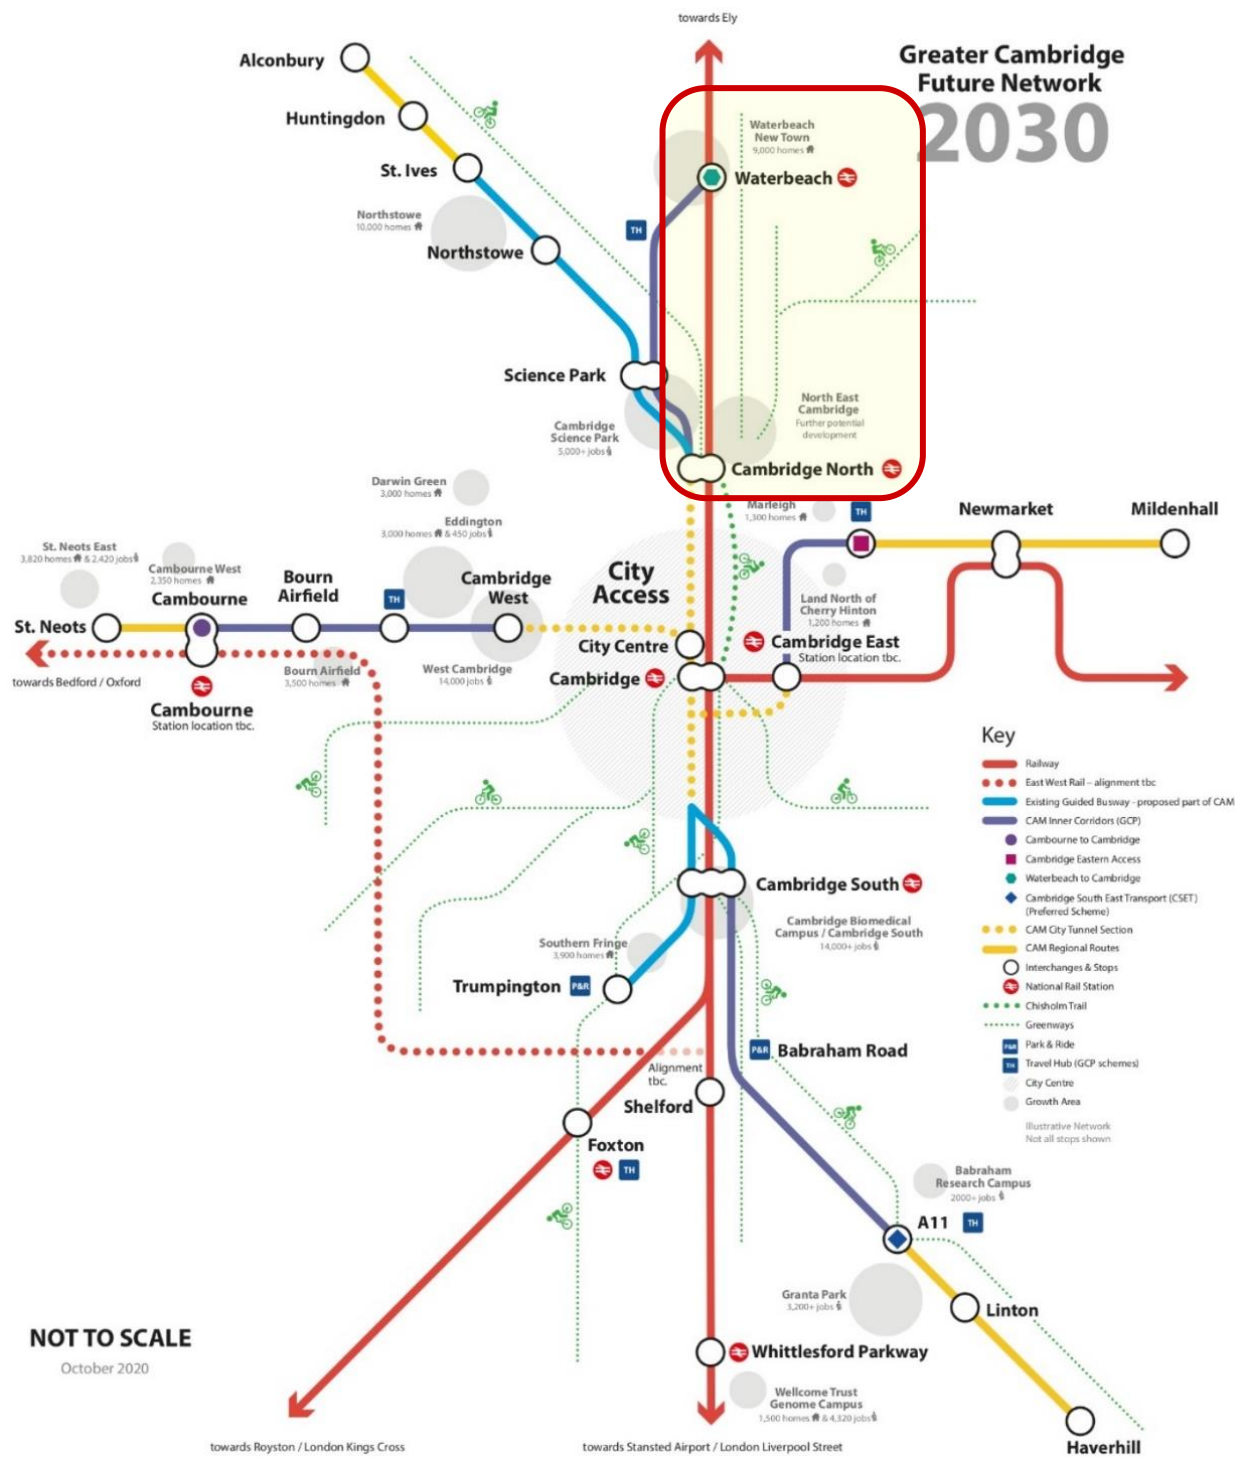 towards Ely
Greater Cambridge
Future Network
2030
Alconbury
Huntingdon
St. Ives
Northstowe
10,000 homes
Northstowe
Waterbeach
New Town
9,000 homes
Waterbeach
TH
Science Park
Cambridge
Science Park
5,000+ jobs
North East
Cambridge
Further potential
development
Cambridge North
Darwin Green
3,000 homes
Eddington
3,000 homes & 450 jobs
Marleigh
1,300 homes
TH
Newmarket
Mildenhall
St. Neots East
3,820 homes & 2,420 jobs
Cambourne West
2,350 homes
Cambourne
Bourn
Airfield
TH
Cambridge
West
City
Access
Land North of
Cherry Hinton
1,200 homes
St. Neots
City Centre
Cambridge East
Station location tbc.
towards Bedford / Oxford
Bourn Airfield
3,500 homes
West Cambridge
14,000 jobs
Cambridge
Cambourne
Station location tbc.
Key
Railway
East West Rail – alignment tbc
Existing Guided Busway - proposed part of CAM
CAM Inner Corridors (GCP)
Cambourne to Cambridge
Cambridge Eastern Access
Waterbeach to Cambridge
Cambridge South East Transport (CSET)
(Preferred Scheme)
CAM City Tunnel Section
CAM Regional Routes
Interchanges & Stops
National Rail Station
Chisholm Trail
Greenways
P&R Park & Ride
TH Travel Hub (GCP schemes)
City Centre
Growth Area
Illustrative Network
Not all stops shown
Cambridge South
Cambridge Biomedical
Campus / Cambridge South
14,000+ jobs
Southern Fringe
3,900 homes
Trumpington P&R
P&R Babraham Road
Alignment
tbc.
Shelford
Foxton
TH
Babraham
Research Campus
2000+ jobs
A11 TH
Granta Park
3,200+ jobs
Linton
Whittlesford Parkway
Wellcome Trust
Genome Campus
1,500 homes & 4,320 jobs
Haverhill
NOT TO SCALE
October 2020
towards Royston / London Kings Cross
towards Stansted Airport / London Liverpool Street